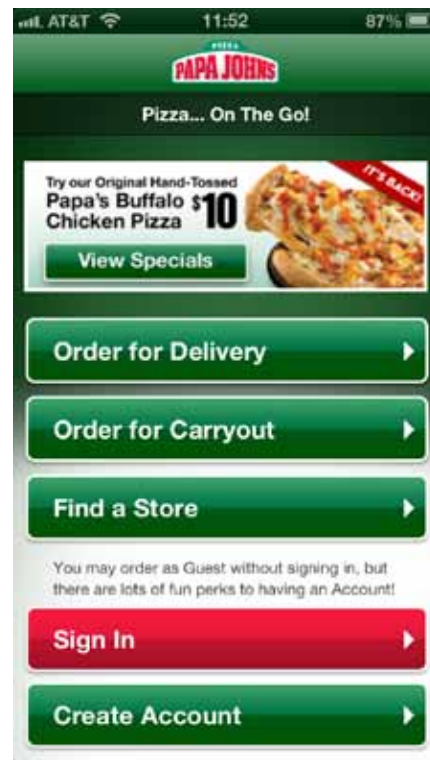 AT&T 11:52 87%
PIZZA
PAPA JOHNS
Pizza... On The Go!
IT'S BACK!
Try our Original Hand-Tossed
Papa's Buffalo $10
Chicken Pizza
View Specials
Order for Delivery
Order for Carryout
Find a Store
You may order as Guest without signing in, but
there are lots of fun perks to having an Account!
Sign In
Create Account